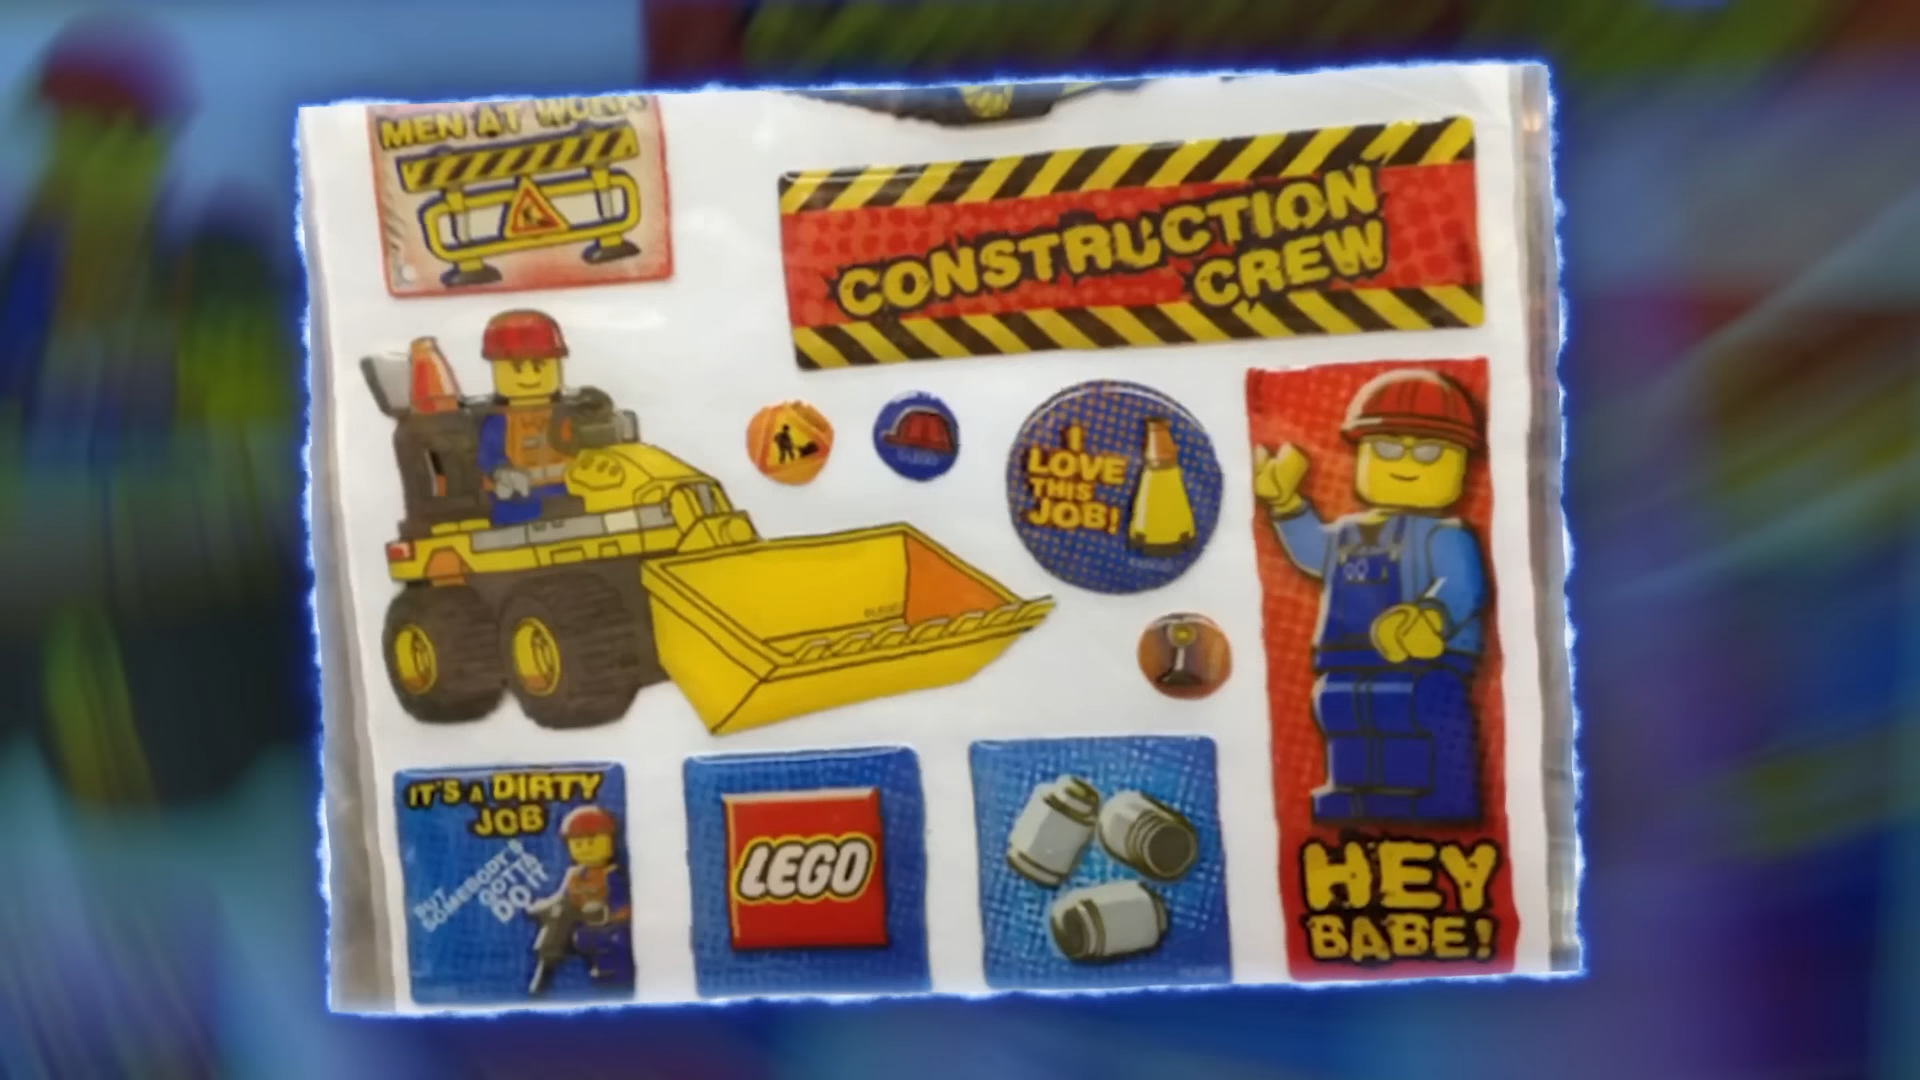 MEN AT WORK
CONSTRUCTION
CREW
I
LOVE
THIS
JOB!
IT'S A DIRTY
JOB
BUT
SOMEBODY'S
GOTTA
DO IT
LEGO
HEY
BABE!